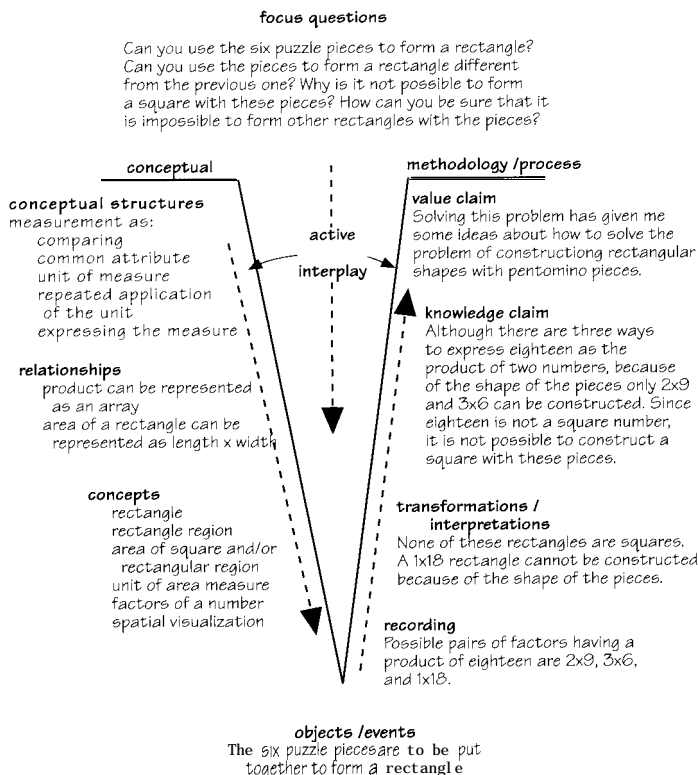 focus questions
Can you use the six puzzle pieces to form a rectangle?
Can you use the pieces to form a rectangle different
from the previous one? Why is it not possible to form
a square with these pieces? How can you be sure that it
is impossible to form other rectangles with the pieces?
conceptual
conceptual structures
measurement as:
comparing
common attribute
unit of measure
repeated application
of the unit
expressing the measure
relationships
product can be represented
as an array
area of a rectangle can be
represented as length x width
concepts
rectangle
rectangle region
area of square and/or
rectangular region
unit of area measure
factors of a number
spatial visualization
active
interplay
methodology /process
value claim
Solving this problem has given me
some ideas about how to solve the
problem of constructiong rectangular
shapes with pentomino pieces.
knowledge claim
Although there are three ways
to express eighteen as the
product of two numbers, because
of the shape of the pieces only 2x9
and 3x6 can be constructed. Since
eighteen is not a square number,
it is not possible to construct a
square with these pieces.
transformations /
interpretations
None of these rectangles are squares.
A 1x18 rectangle cannot be constructed
because of the shape of the pieces.
recording
Possible pairs of factors having a
product of eighteen are 2x9, 3x6,
and 1x18.
objects /events
The six puzzle pieces are to be put
together to form a rectangle